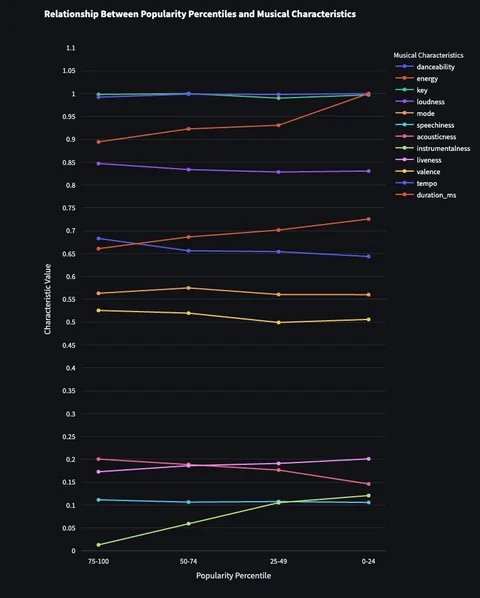 Relationship Between Popularity Percentiles and Musical Characteristics
1.1
1.05
1
0.95
0.9
0.85
0.8
0.75
0.7
0.65
0.6
0.55
0.5
0.45
0.4
0.35
0.3
0.25
0.2
0.15
0.1
0.05
0
Characteristic Value
75-100
50-74
25-49
0-24
Popularity Percentile
Musical Characteristics
danceability
energy
key
loudness
mode
speechiness
acousticness
instrumentalness
liveness
valence
tempo
duration_ms